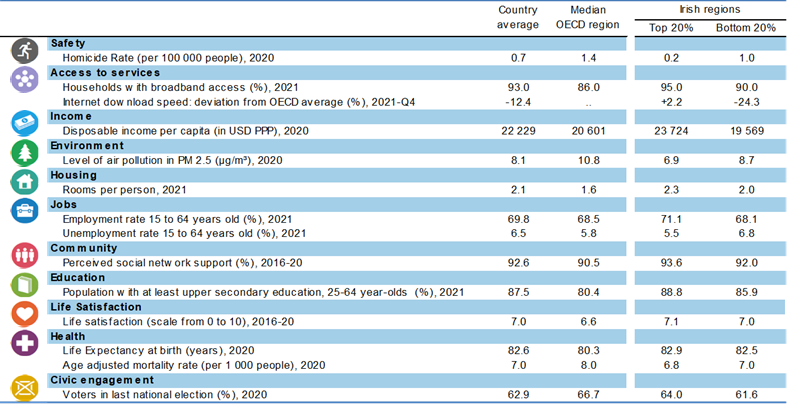 Country average Median OECD region Irish regions
Top 20% Bottom 20%
Safety
Homicide Rate (per 100 000 people), 2020 0.7 1.4 0.2 1.0
Access to services
Households with broadband access (%), 2021 93.0 86.0 95.0 90.0
Internet download speed: deviation from OECD average (%), 2021-Q4 -12.4 .. +2.2 -24.3
Income
Disposable income per capita (in USD PPP), 2020 22 229 20 601 23 724 19 569
Environment
Level of air pollution in PM 2.5 (µg/m³), 2020 8.1 10.8 6.9 8.7
Housing
Rooms per person, 2021 2.1 1.6 2.3 2.0
Jobs
Employment rate 15 to 64 years old (%), 2021 69.8 68.5 71.1 68.1
Unemployment rate 15 to 64 years old (%), 2021 6.5 5.8 5.5 6.8
Community
Perceived social network support (%), 2016-20 92.6 90.5 93.6 92.0
Education
Population with at least upper secondary education, 25-64 year-olds (%), 2021 87.5 80.4 88.8 85.9
Life Satisfaction
Life satisfaction (scale from 0 to 10), 2016-20 7.0 6.6 7.1 7.0
Health
Life Expectancy at birth (years), 2020 82.6 80.3 82.9 82.5
Age adjusted mortality rate (per 1 000 people), 2020 7.0 8.0 6.8 7.0
Civic engagement
Voters in last national election (%), 2020 62.9 66.7 64.0 61.6